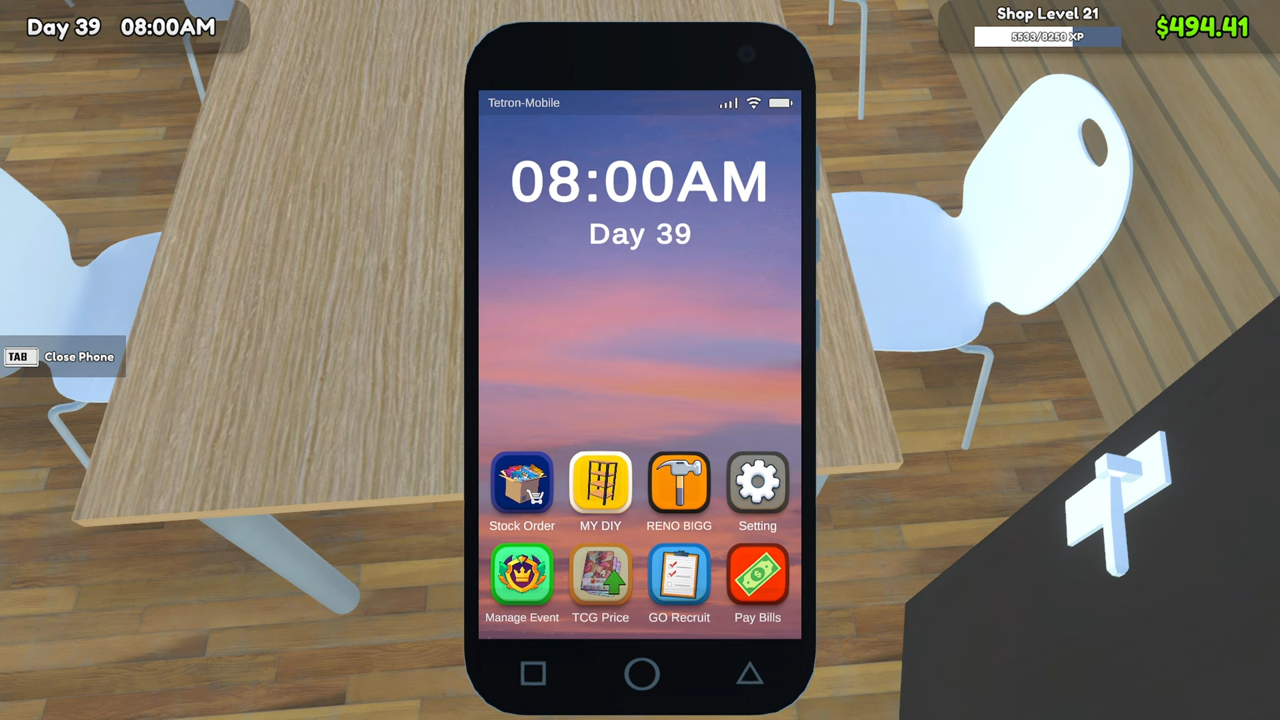 Day 39 08:00AM
Shop Level 21
5533/8250 XP
$494.41
Tetron-Mobile
08:00AM
Day 39
TAB Close Phone
Stock Order MY DIY RENO BIGG Setting
Manage Event TCG Price GO Recruit Pay Bills